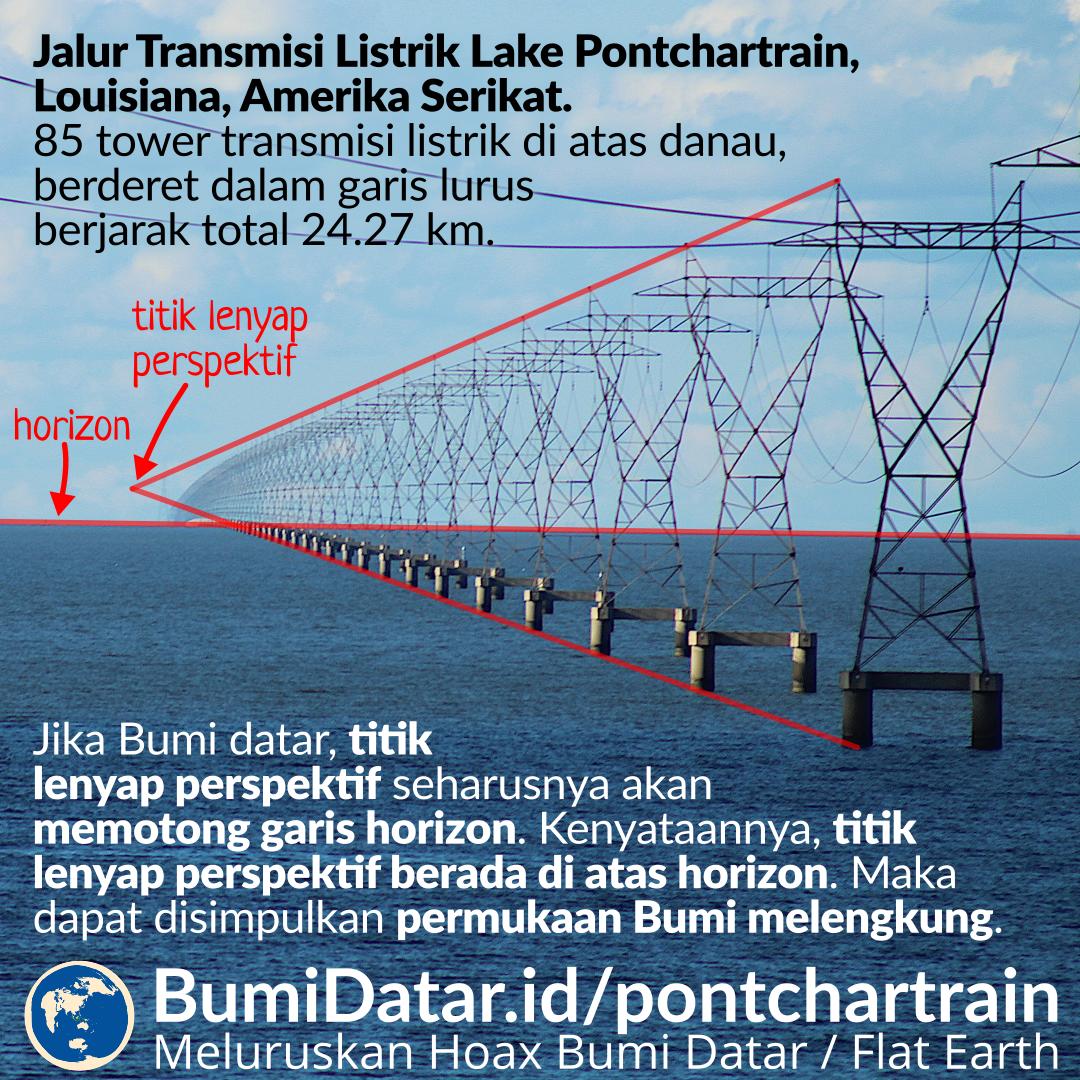 Jalur Transmisi Listrik Lake Pontchartrain,
Louisiana, Amerika Serikat.
85 tower transmisi listrik di atas danau,
berderet dalam garis lurus
berjarak total 24.27 km.
titik lenyap
perspektif
horizon
Jika Bumi datar, titik
lenyap perspektif seharusnya akan
memotong garis horizon. Kenyataannya, titik
lenyap perspektif berada di atas horizon. Maka
dapat disimpulkan permukaan Bumi melengkung.
BumiDatar.id/pontchartrain
Meluruskan Hoax Bumi Datar / Flat Earth